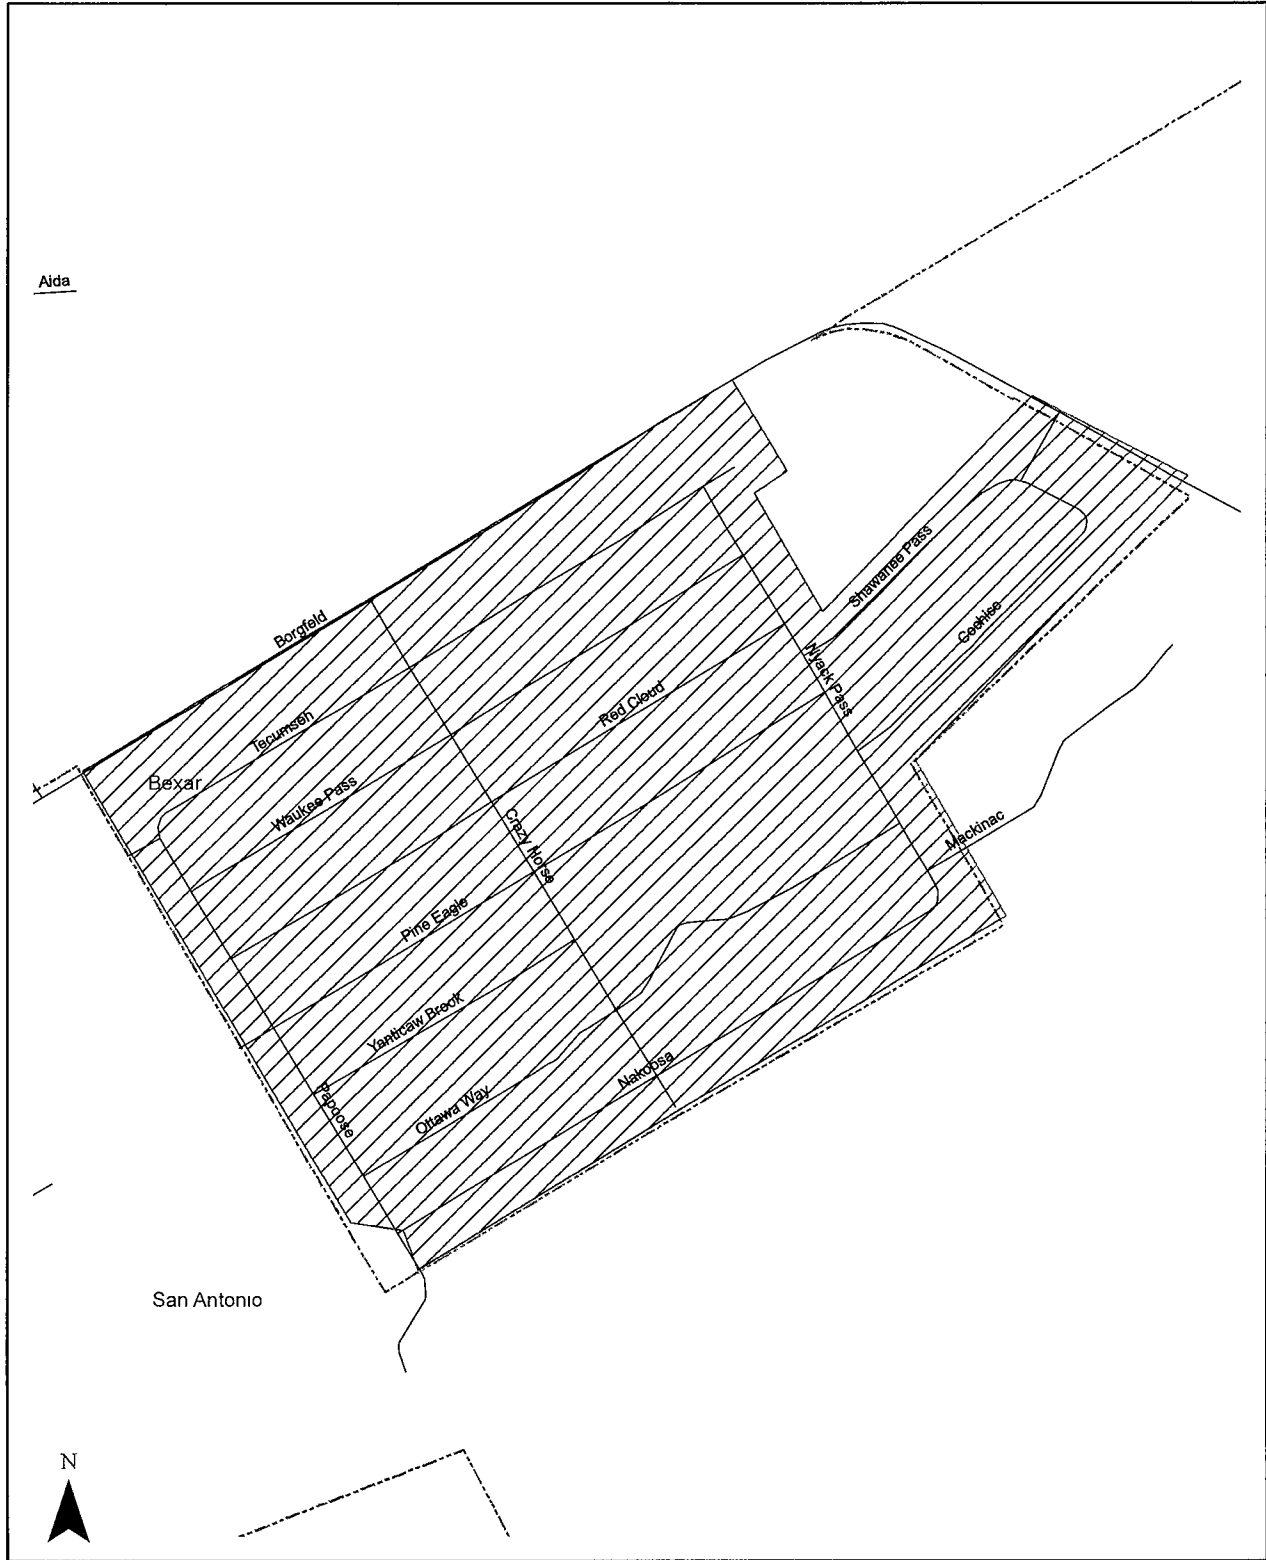 Aida
Borgfeld
Shawanee Pass
Cochise
Nyack Pass
Red Cloud
Tecumseh
Bexar
Waukee Pass
Crazy Horse
Mackinac
Pine Eagle
Yanticaw Brook
Nakoosa
Papoose
Ottawa Way
San Antonio
N